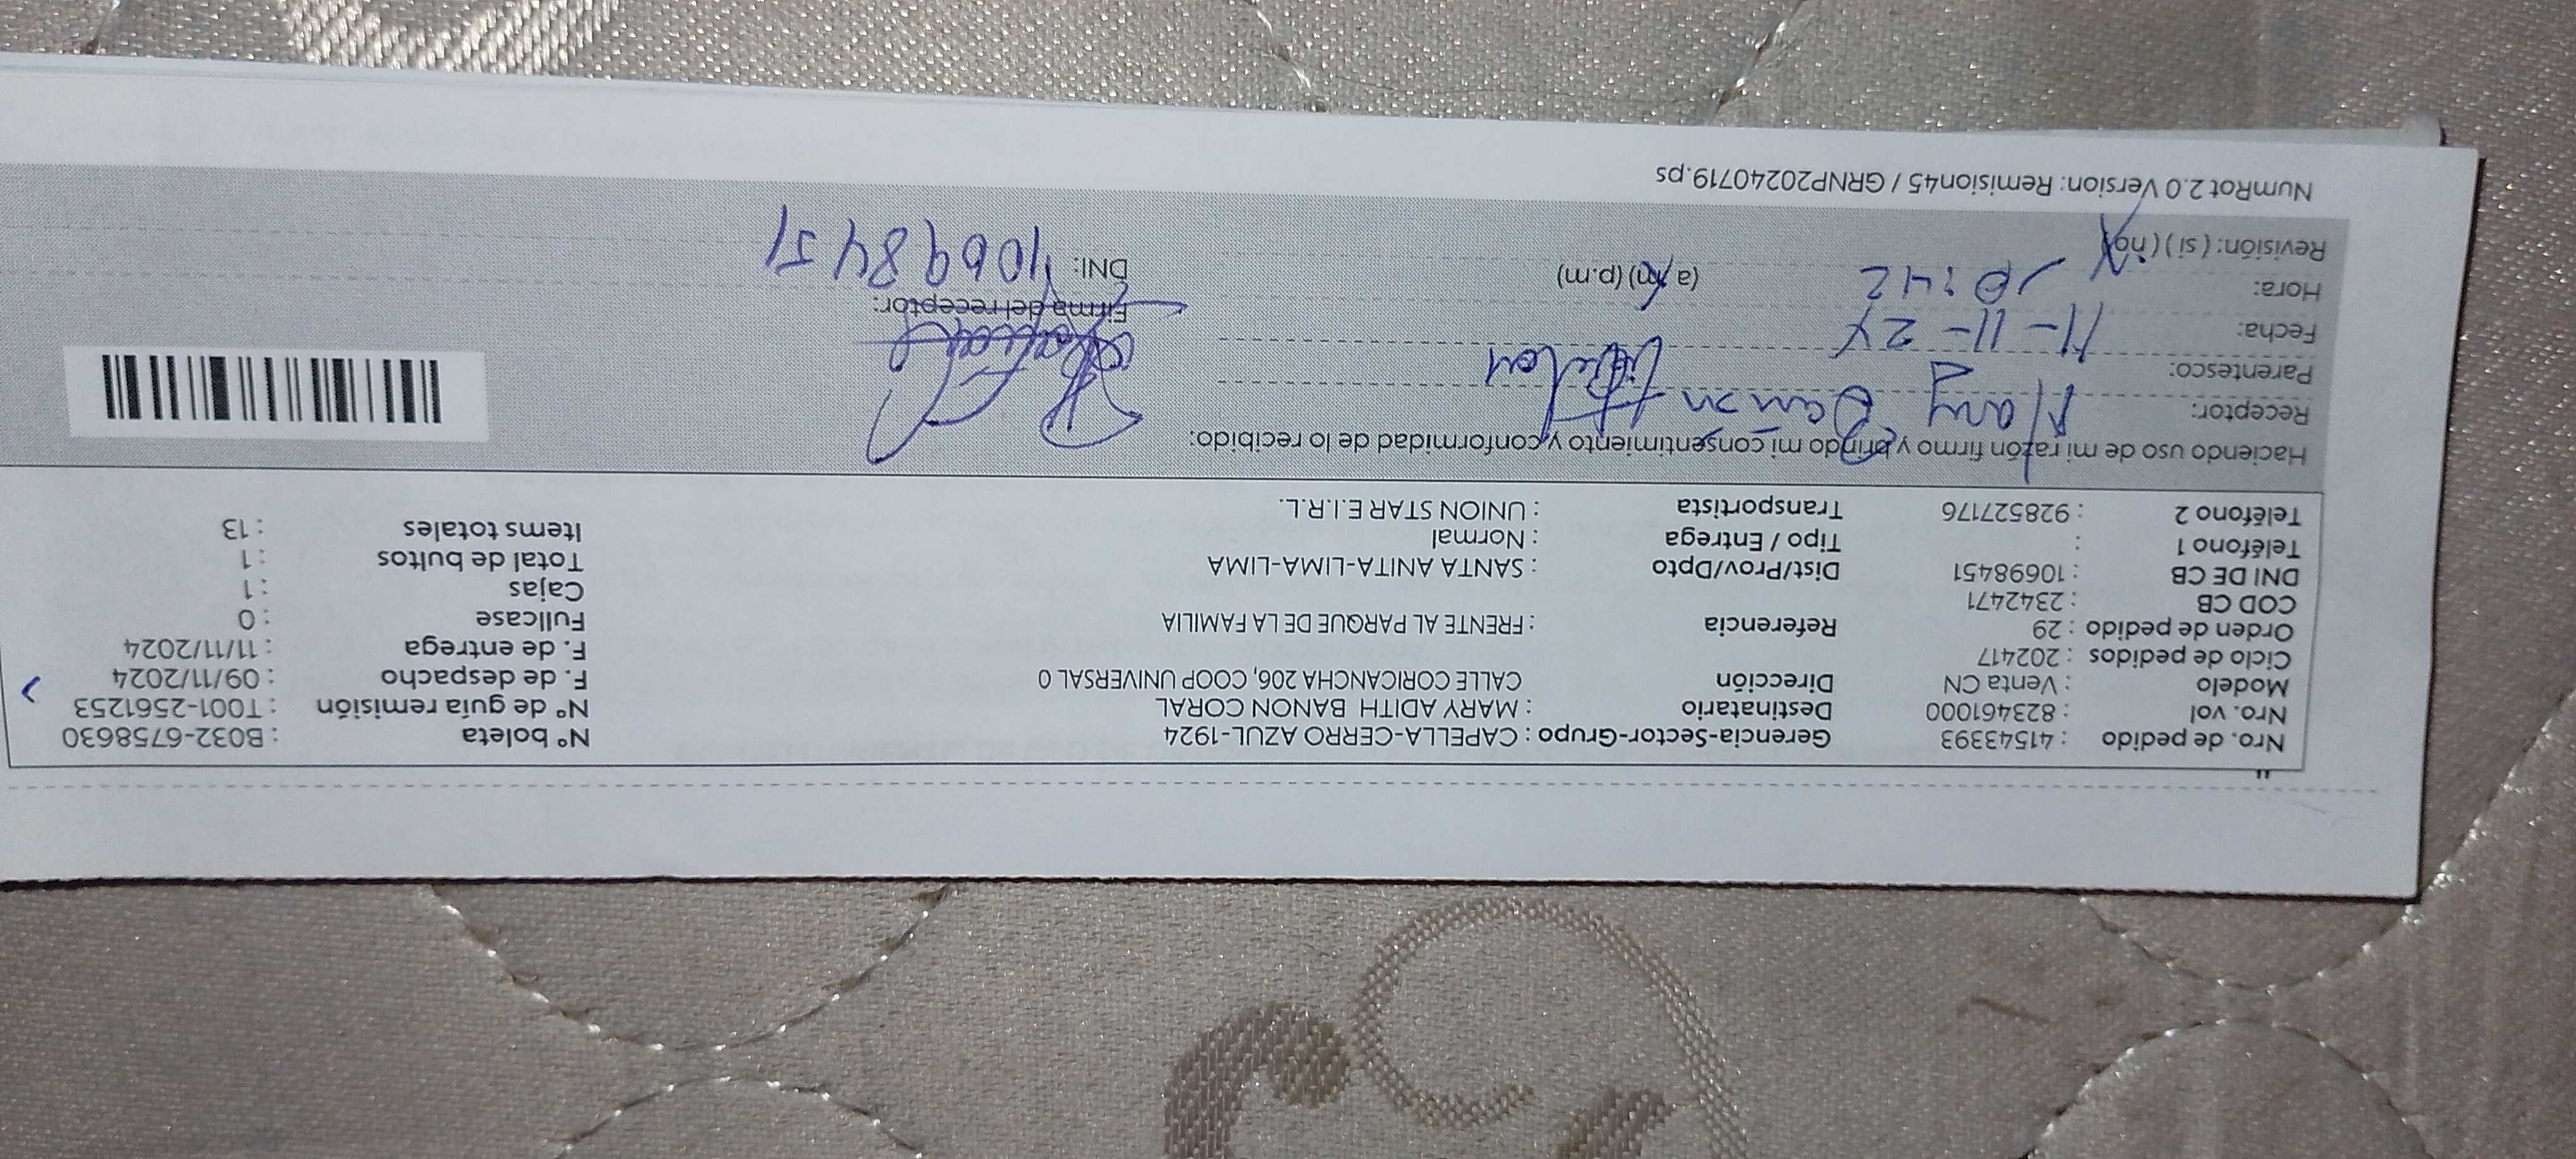 Nro. de pedido : 41543393 Gerencia-Sector-Grupo : CAPELLA-CERRO AZUL-1924 N° boleta : B032-6758630
Nro. vol : 823461000 Destinatario : MARY ADITH BANON CORAL N° de guía remisión : T001-2561253
Modelo : Venta CN Dirección CALLE CORICANCHA 206, COOP UNIVERSAL 0 F. de despacho : 09/11/2024
Ciclo de pedidos : 202417 F. de entrega : 11/11/2024
Orden de pedido : 29 Referencia : FRENTE AL PARQUE DE LA FAMILIA Fullcase : 0
COD CB : 2342471 Cajas : 1
DNI DE CB : 10698451 Dist/Prov/Dpto : SANTA ANITA-LIMA-LIMA Total de bultos : 1
Teléfono 1 : Tipo / Entrega : Normal Items totales : 13
Teléfono 2 : 928527176 Transportista : UNION STAR E.I.R.L.
Haciendo uso de mi razón firmo y brindo mi consentimiento y conformidad de lo recibido:
Receptor: Mary Bañon
Parentesco: titular
Fecha: 11-11-24 Firma del receptor:
Hora: 10:42 (a.m) (p.m) DNI: 10698451
Revisión: (si) (no)
NumRot 2.0 Version: Remision45 / GRNP20240719.ps